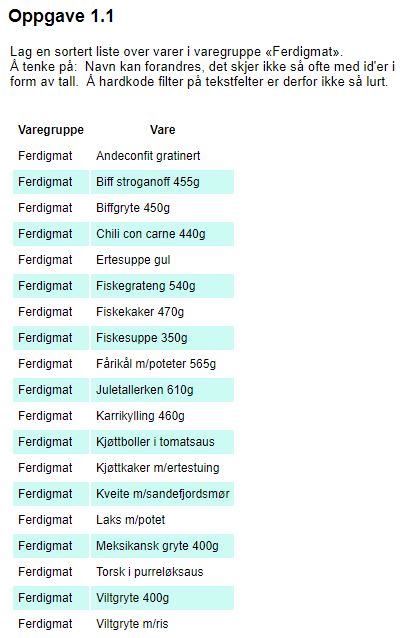 Oppgave 1.1
Lag en sortert liste over varer i varegruppe «Ferdigmat».
Å tenke på:  Navn kan forandres, det skjer ikke så ofte med id'er i
form av tall.  Å hardkode filter på tekstfelter er derfor ikke så lurt.
Varegruppe Vare
Ferdigmat Andeconfit gratinert
Ferdigmat Biff stroganoff 455g
Ferdigmat Biffgryte 450g
Ferdigmat Chili con carne 440g
Ferdigmat Ertesuppe gul
Ferdigmat Fiskegrateng 540g
Ferdigmat Fiskekaker 470g
Ferdigmat Fiskesuppe 350g
Ferdigmat Fårikål m/poteter 565g
Ferdigmat Juletallerken 610g
Ferdigmat Karrikylling 460g
Ferdigmat Kjøttboller i tomatsaus
Ferdigmat Kjøttkaker m/ertestuing
Ferdigmat Kveite m/sandefjordsmør
Ferdigmat Laks m/potet
Ferdigmat Meksikansk gryte 400g
Ferdigmat Torsk i purreløksaus
Ferdigmat Viltgryte 400g
Ferdigmat Viltgryte m/ris